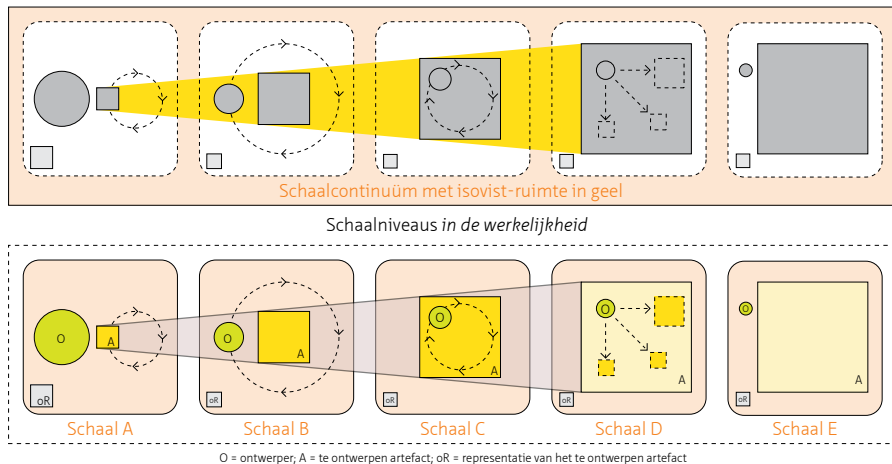 Schaalcontinuüm met isovist-ruimte in geel
Schaalniveaus in de werkelijkheid
O
A
oR
O
A
oR
O
A
oR
O
A
oR
O
A
oR
Schaal A
Schaal B
Schaal C
Schaal D
Schaal E
O = ontwerper; A = te ontwerpen artefact; oR = representatie van het te ontwerpen artefact